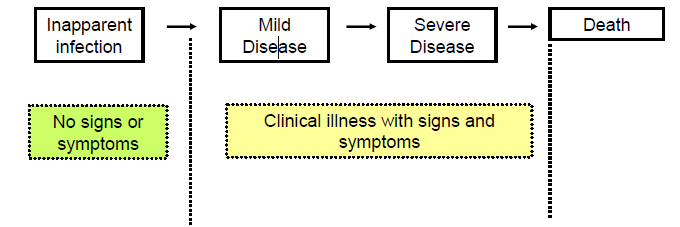 Inapparent
infection
Mild
Disease
Severe
Disease
Death
No signs or
symptoms
Clinical illness with signs and
symptoms